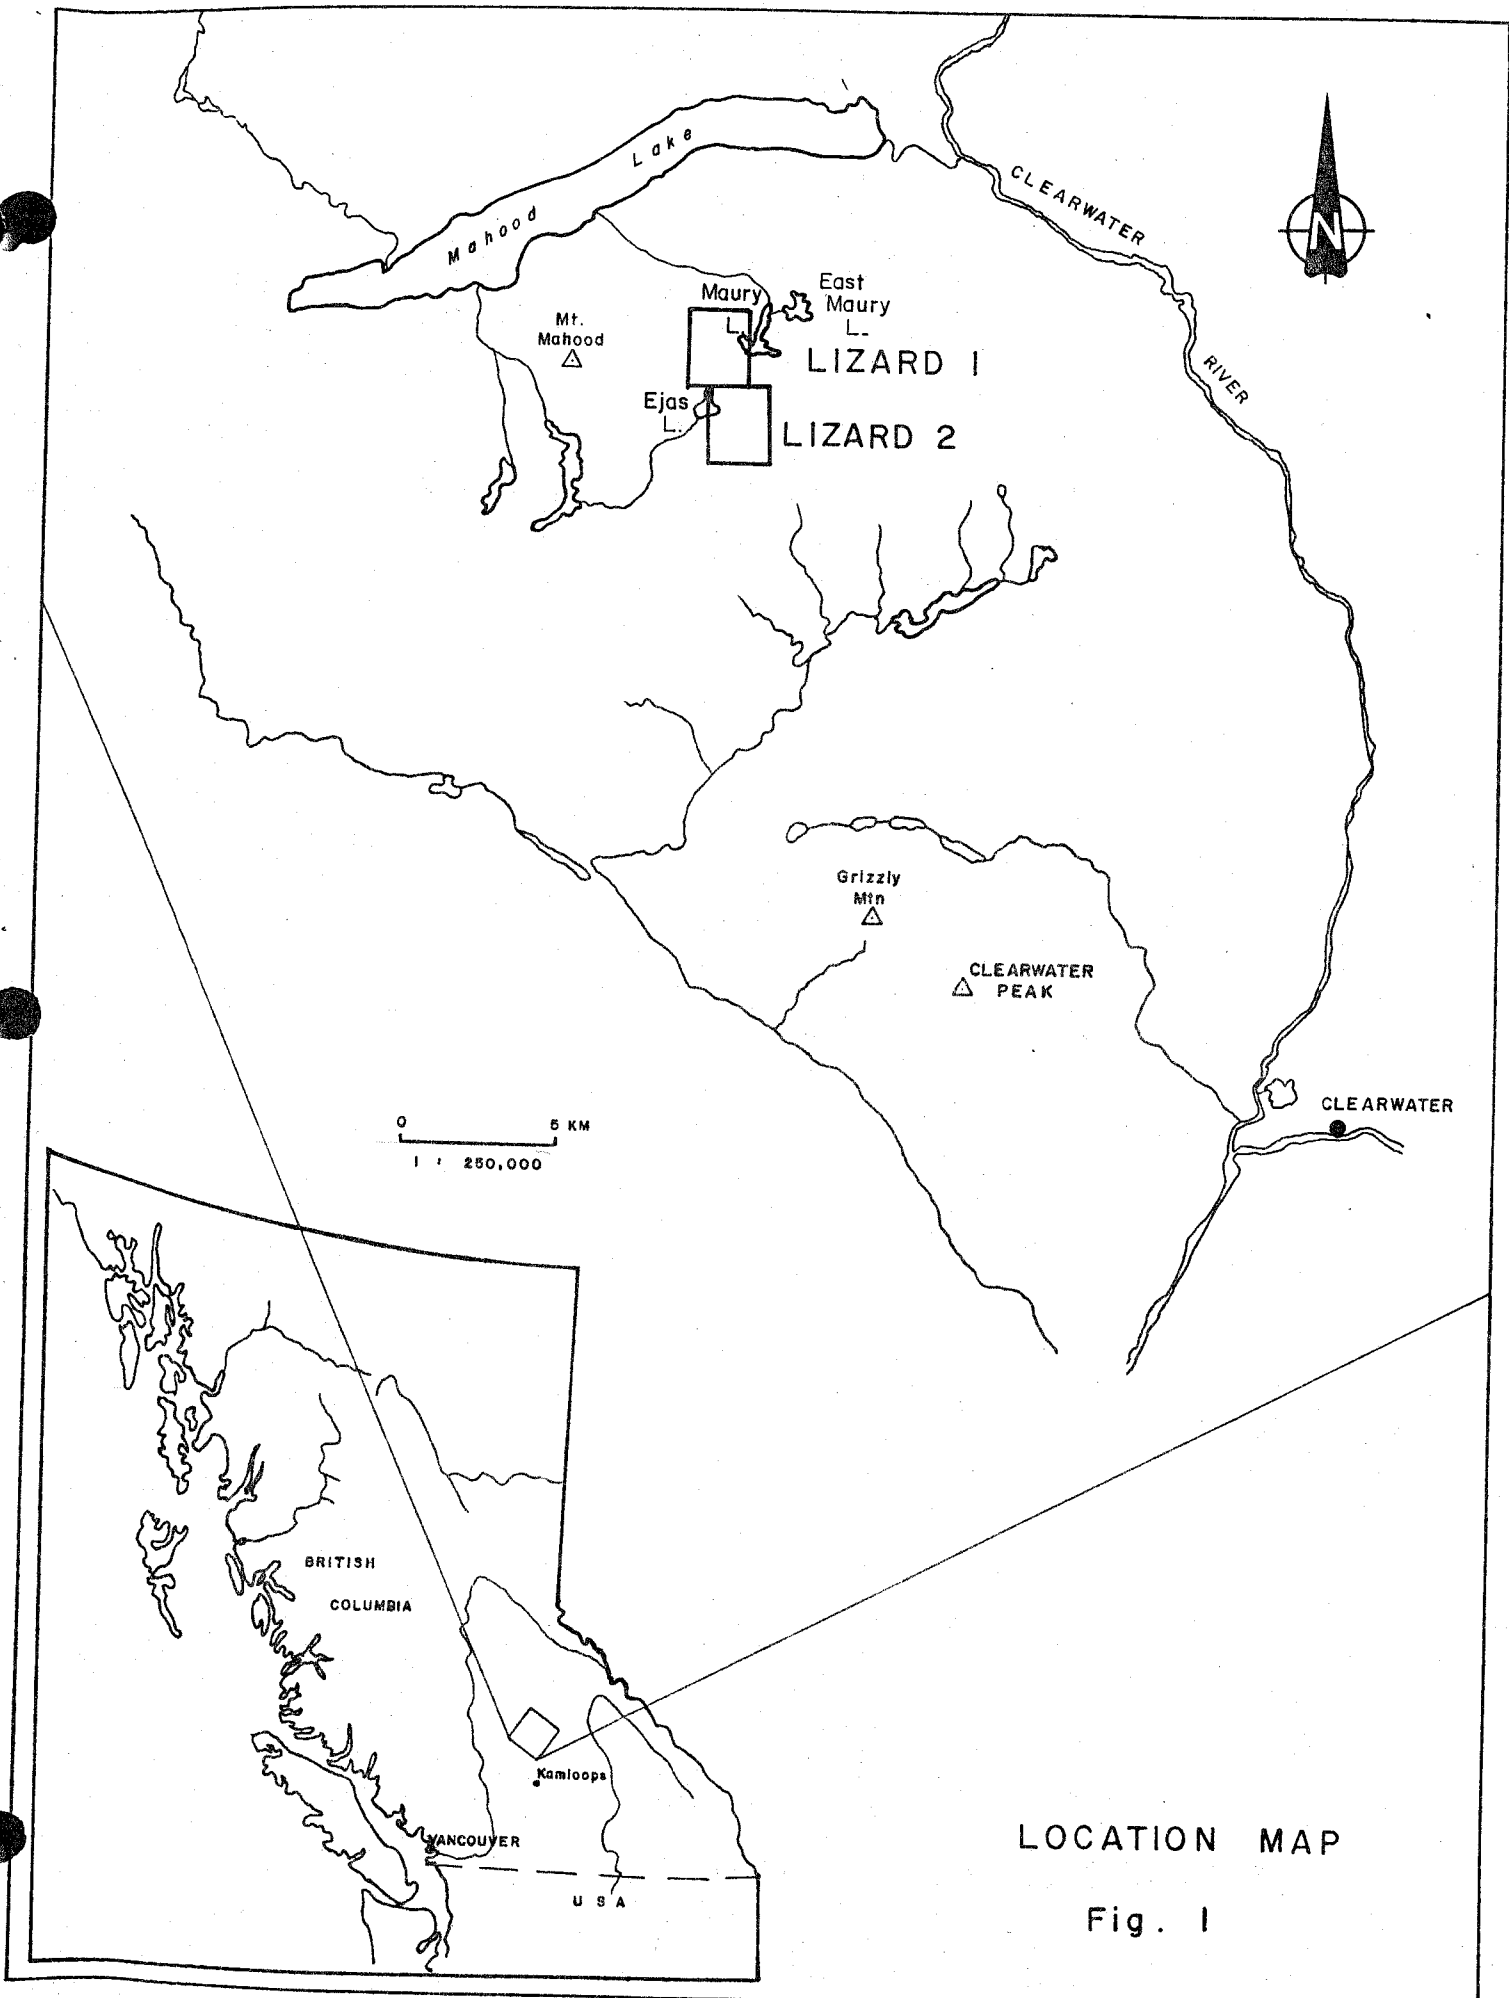 Mahood Lake
CLEARWATER
RIVER
N
Maury
L.
East
Maury
L.
Mt.
Mahood
LIZARD 1
Ejas
L.
LIZARD 2
Grizzly
Mtn
CLEARWATER
PEAK
CLEARWATER
0 5 KM
1 : 250,000
BRITISH
COLUMBIA
Kamloops
VANCOUVER
U S A
LOCATION MAP
Fig. 1